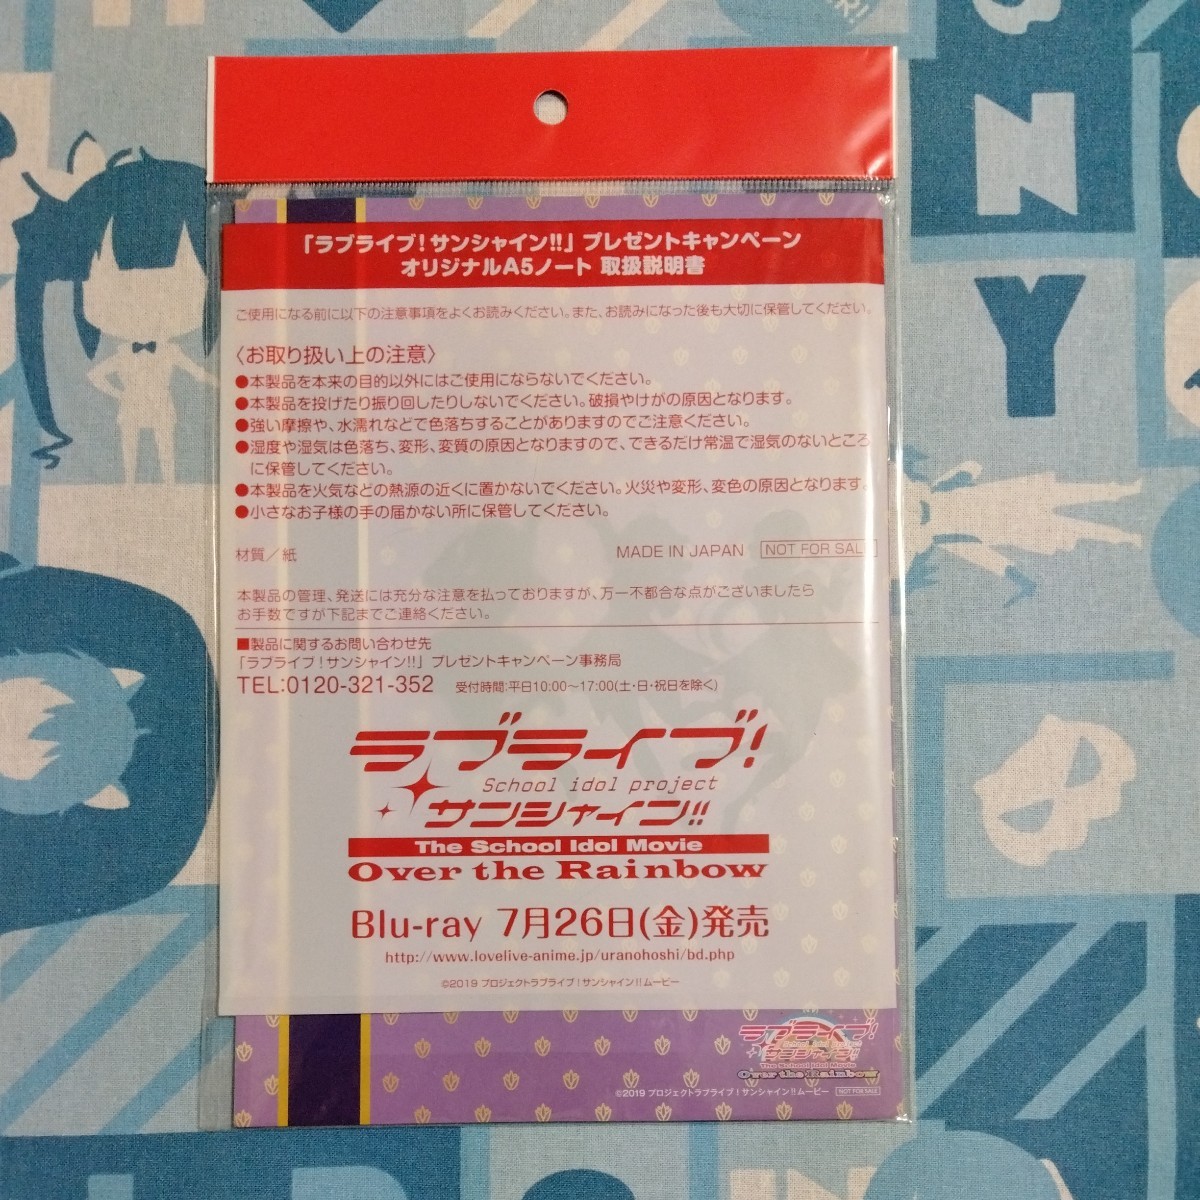 「ラブライブ！サンシャイン!!」プレゼントキャンペーン
オリジナルA5ノート 取扱説明書
ご使用になる前に以下の注意事項をよくお読みください。また、お読みになった後も大切に保管してください。
〈お取り扱い上の注意〉
●本製品を本来の目的以外にはご使用にならないでください。
●本製品を投げたり振り回したりしないでください。破損やけがの原因となります。
●強い摩擦や、水濡れなどで色落ちすることがありますのでご注意ください。
●湿度や湿気は色落ち、変形、変質の原因となりますので、できるだけ常温で湿気のないところ
に保管してください。
●本製品を火気などの熱源の近くに置かないでください。火災や変形、変色の原因となります。
●小さなお子様の手の届かない所に保管してください。
材質／紙 MADE IN JAPAN NOT FOR SALE
本製品の管理、発送には充分な注意を払っておりますが、万一不都合な点がございましたら
お手数ですが下記までご連絡ください。
■製品に関するお問い合わせ先
「ラブライブ！サンシャイン!!」プレゼントキャンペーン事務局
TEL:0120-321-352 受付時間:平日10:00～17:00(土・日・祝日を除く)
ラブライブ！
School idol project
サンシャイン!!
The School Idol Movie
Over the Rainbow
Blu-ray 7月26日(金)発売
http://www.lovelive-anime.jp/uranohoshi/bd.php
©2019 プロジェクトラブライブ！サンシャイン!!ムービー
ラブライブ！
School idol project
サンシャイン!!
The School Idol Movie
Over the Rainbow
©2019 プロジェクトラブライブ！サンシャイン!!ムービー NOT FOR SALE
NY